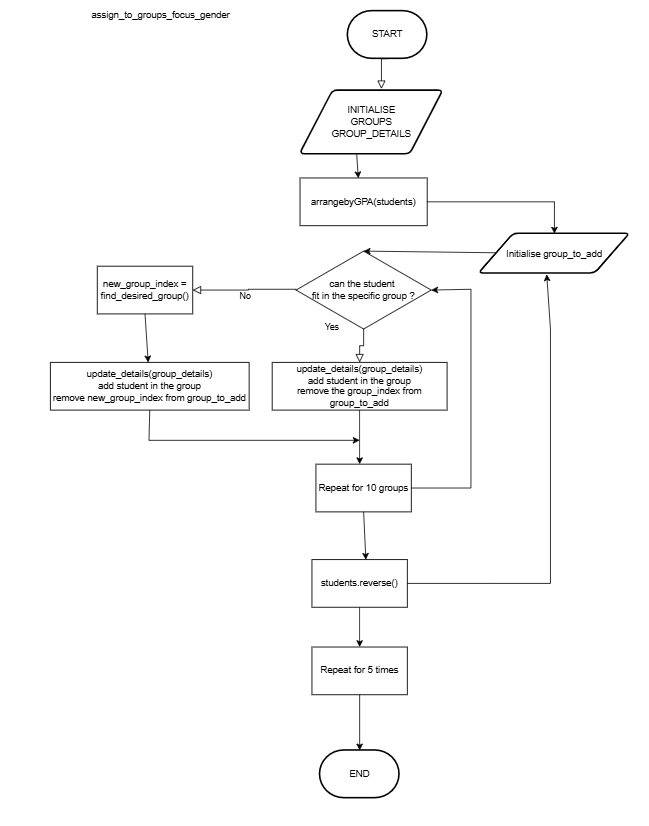 assign_to_groups_focus_gender
START
INITIALISE
GROUPS
GROUP_DETAILS
arrangebyGPA(students)
Initialise group_to_add
can the student
fit in the specific group ?
new_group_index =
find_desired_group()
No
Yes
update_details(group_details)
add student in the group
remove new_group_index from group_to_add
update_details(group_details)
add student in the group
remove the group_index from
group_to_add
Repeat for 10 groups
students.reverse()
Repeat for 5 times
END